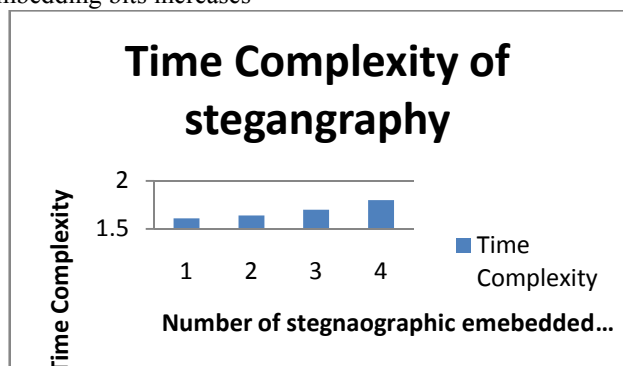 mbedding bits increases
Time Complexity of
stegangraphy
Time Complexity
2
1.5
1 2 3 4
Time
Complexity
Number of stegnaographic emebedded…